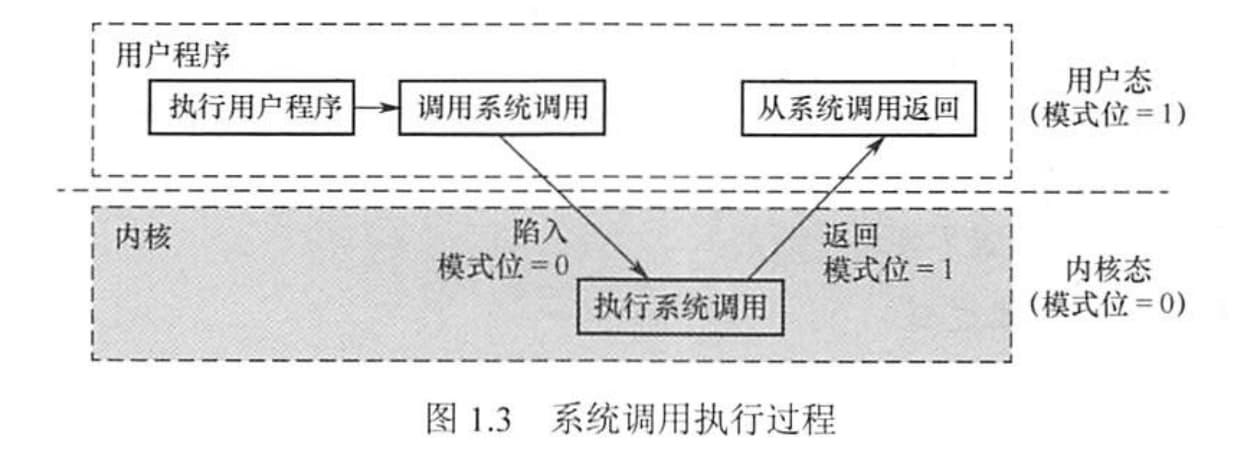 用户程序
执行用户程序
调用系统调用
从系统调用返回
用户态
(模式位=1)
内核
陷入
模式位=0
返回
模式位=1
执行系统调用
内核态
(模式位=0)
图 1.3 系统调用执行过程